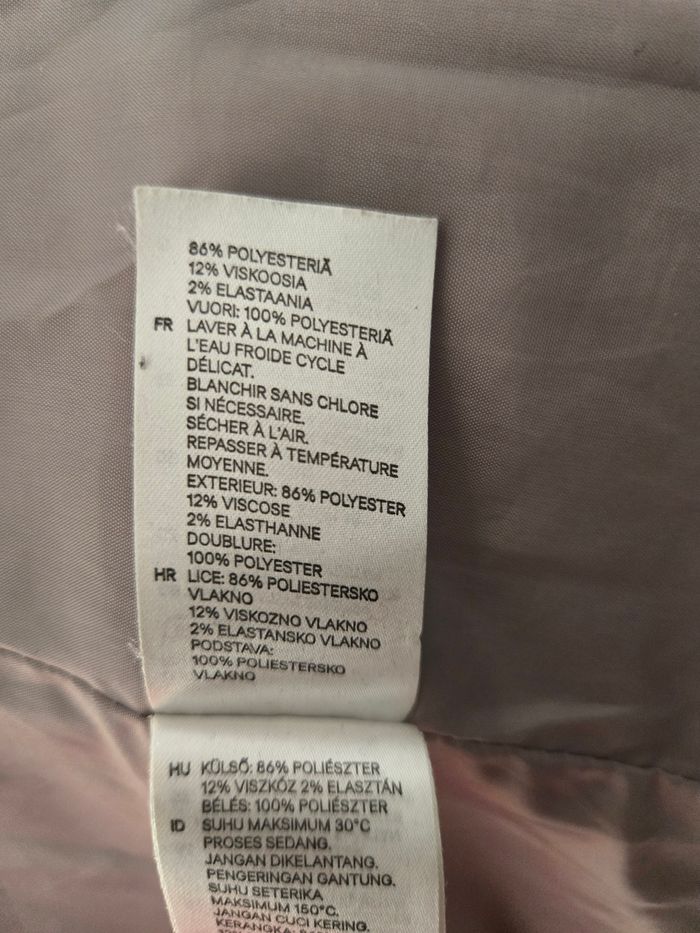 86% POLYESTERIÄ
12% VISKOOSIA
2% ELASTAANIA
VUORI: 100% POLYESTERIÄ
FR LAVER À LA MACHINE À
L'EAU FROIDE CYCLE
DÉLICAT.
BLANCHIR SANS CHLORE
SI NÉCESSAIRE.
SÉCHER À L'AIR.
REPASSER À TEMPÉRATURE
MOYENNE.
EXTERIEUR: 86% POLYESTER
12% VISCOSE
2% ELASTHANNE
DOUBLURE:
100% POLYESTER
HR LICE: 86% POLIESTERSKO
VLAKNO
12% VISKOZNO VLAKNO
2% ELASTANSKO VLAKNO
PODSTAVA:
100% POLIESTERSKO
VLAKNO
HU KÜLSŐ: 86% POLIÉSZTER
12% VISZKÓZ 2% ELASZTÁN
BÉLÉS: 100% POLIÉSZTER
ID SUHU MAKSIMUM 30°C
PROSES SEDANG.
JANGAN DIKELANTANG.
PENGERINGAN GANTUNG.
SUHU SETERIKA
MAKSIMUM 150°C.
JANGAN CUCI KERING.
KERANGKA: